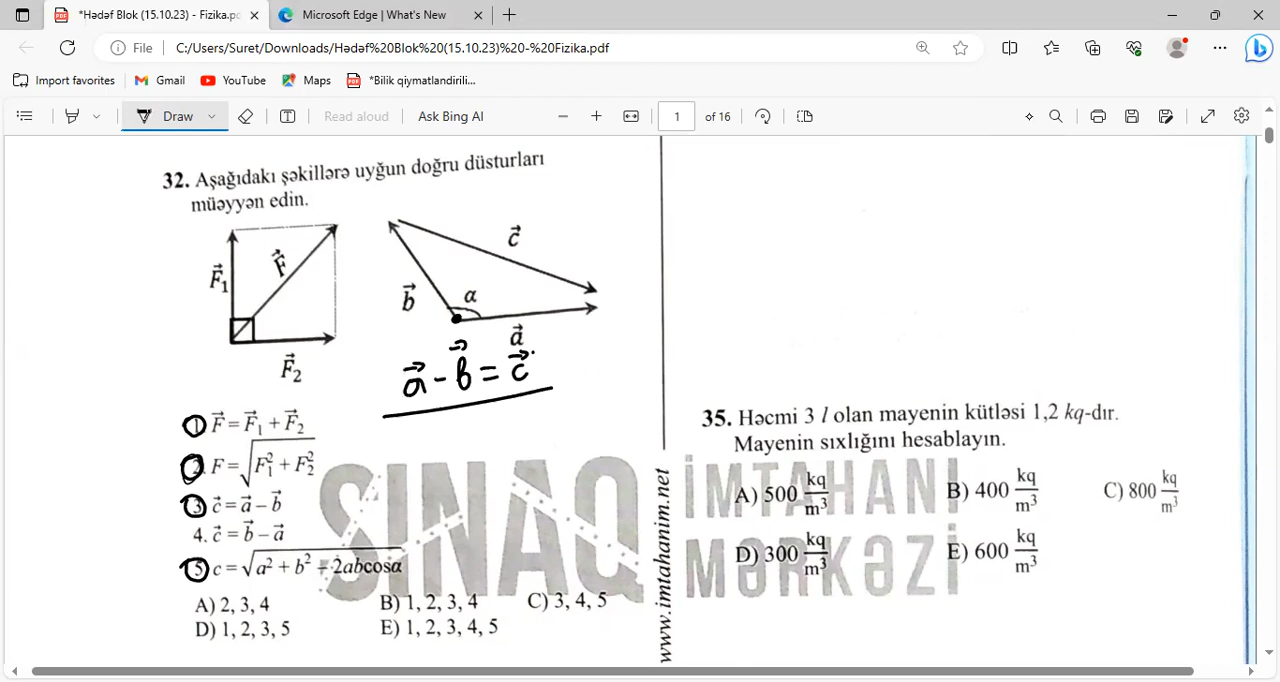 *Hədəf Blok (15.10.23) - Fizika.pd
Microsoft Edge | What's New
File C:/Users/Suret/Downloads/Hədəf%20Blok%20(15.10.23)%20-%20Fizika.pdf
Import favorites Gmail YouTube Maps *Bilik qiymatlandirili...
Draw Read aloud Ask Bing AI 1 of 16
32. Aşağıdakı şəkillərə uyğun doğru düsturları
müəyyən edin.
F⃗₁
F⃗
F⃗₂
b⃗
α
c⃗
a⃗
a⃗ - b⃗ = c⃗
1. F⃗ = F⃗₁ + F⃗₂
2. F = √(F₁² + F₂²)
3. c⃗ = a⃗ − b⃗
4. c⃗ = b⃗ − a⃗
5. c = √(a² + b² − 2abcosα)
A) 2, 3, 4 B) 1, 2, 3, 4 C) 3, 4, 5
D) 1, 2, 3, 5 E) 1, 2, 3, 4, 5
www.imtahanim.net
SINAQ İMTAHANI
MƏRKƏZİ
35. Həcmi 3 l olan mayenin kütləsi 1,2 kq-dır.
Mayenin sıxlığını hesablayın.
A) 500 kq/m³ B) 400 kq/m³ C) 800 kq/m³
D) 300 kq/m³ E) 600 kq/m³